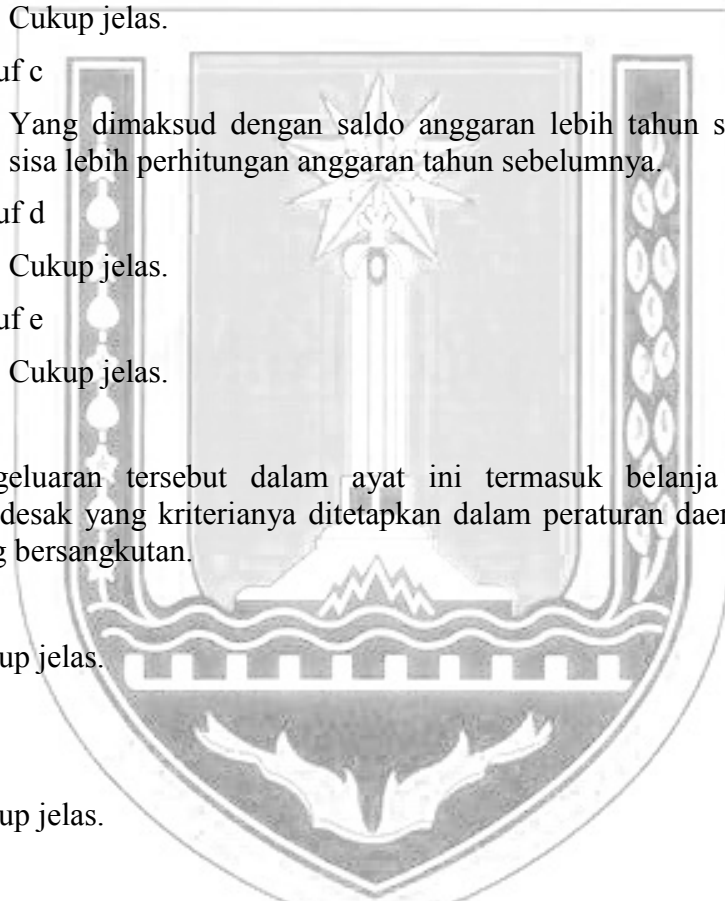 Cukup jelas.
uf c
Yang dimaksud dengan saldo anggaran lebih tahun s
sisa lebih perhitungan anggaran tahun sebelumnya.
uf d
Cukup jelas.
uf e
Cukup jelas.
geluaran tersebut dalam ayat ini termasuk belanja
desak yang kriterianya ditetapkan dalam peraturan daer
g bersangkutan.
up jelas.
up jelas.